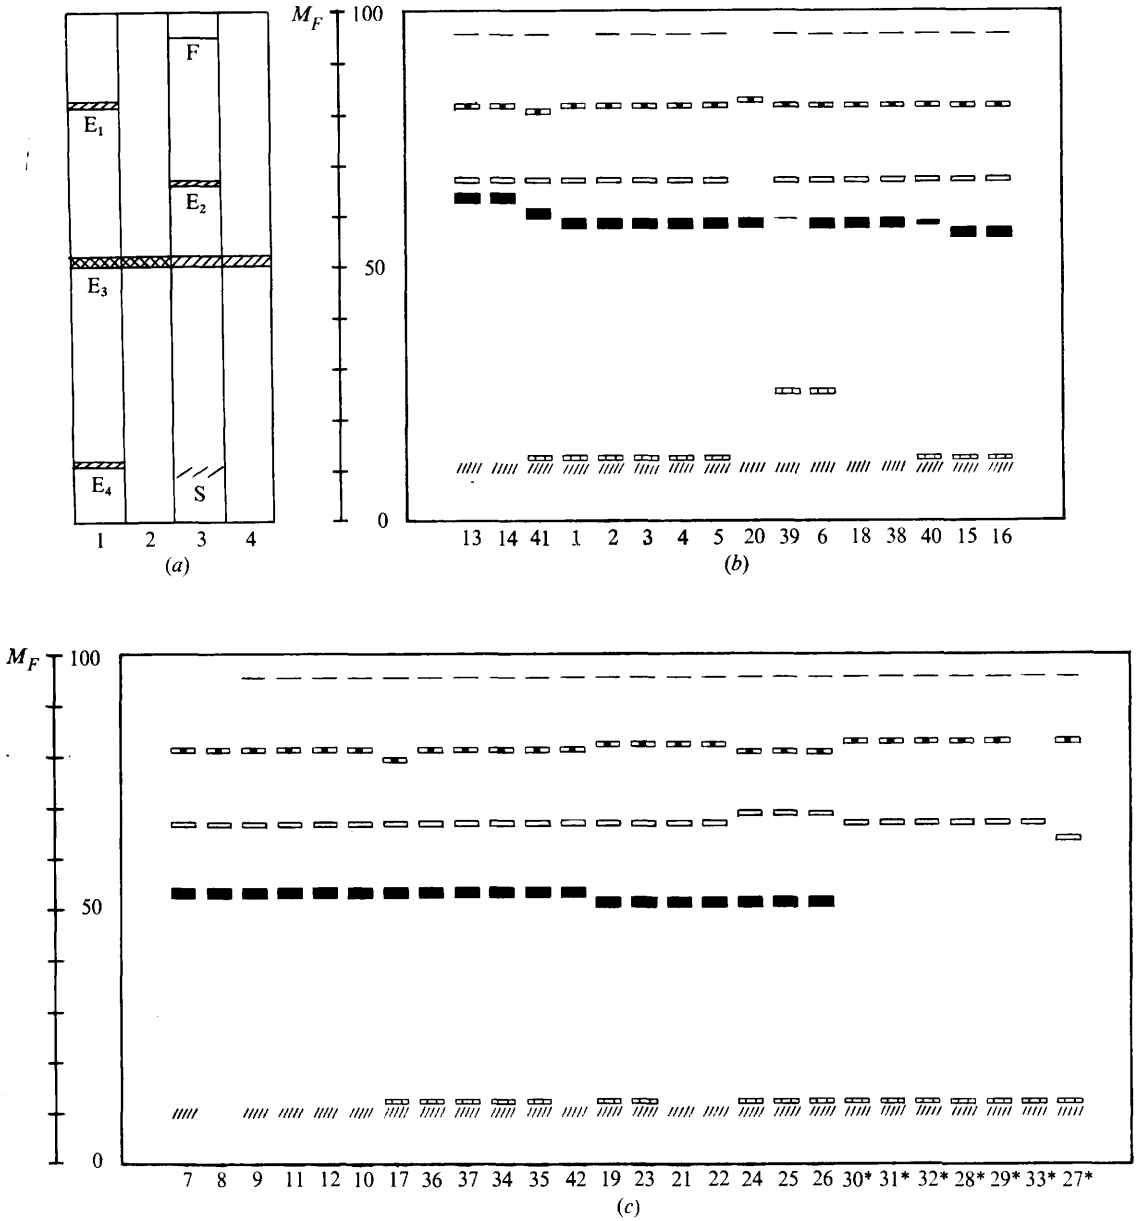 M_F 100
F
E₁
E₂
50
E₃
E₄ S
0
1 2 3 4
(a)
13 14 41 1 2 3 4 5 20 39 6 18 38 40 15 16
(b)
M_F 100
50
0
7 8 9 11 12 10 17 36 37 34 35 42 19 23 21 22 24 25 26 30* 31* 32* 28* 29* 33* 27*
(c)